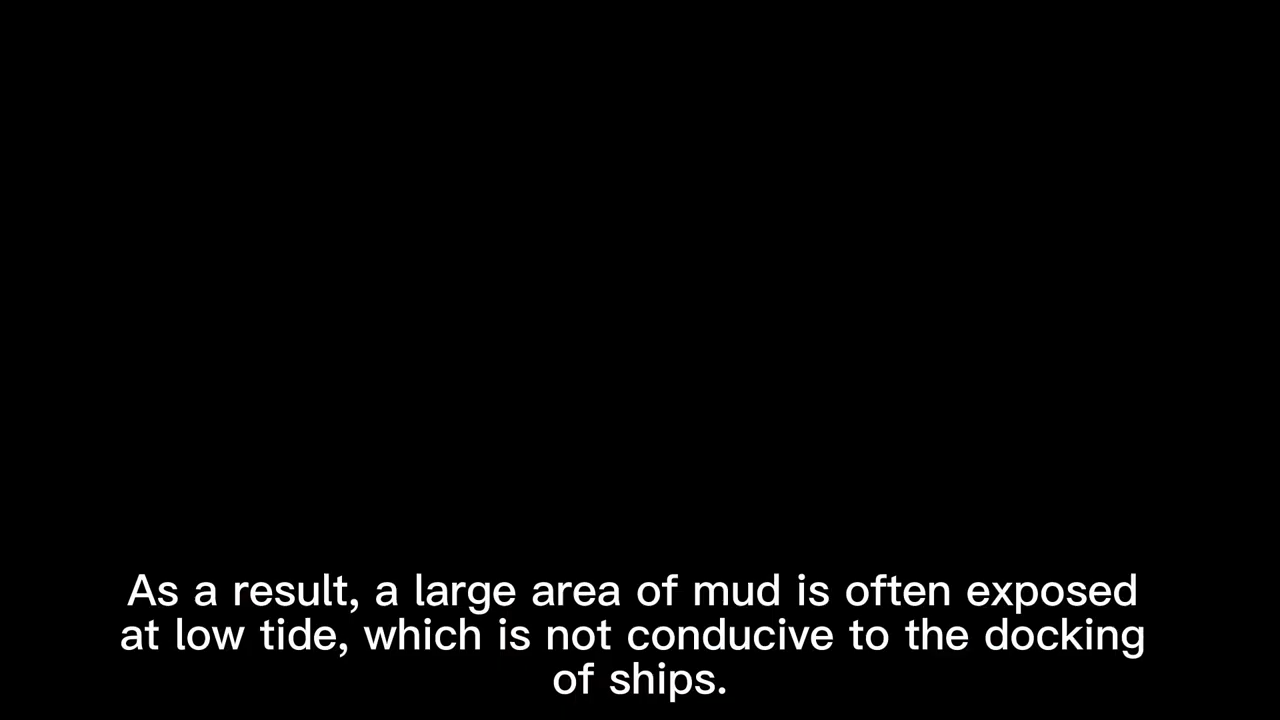 As a result, a large area of mud is often exposed
at low tide, which is not conducive to the docking
of ships.